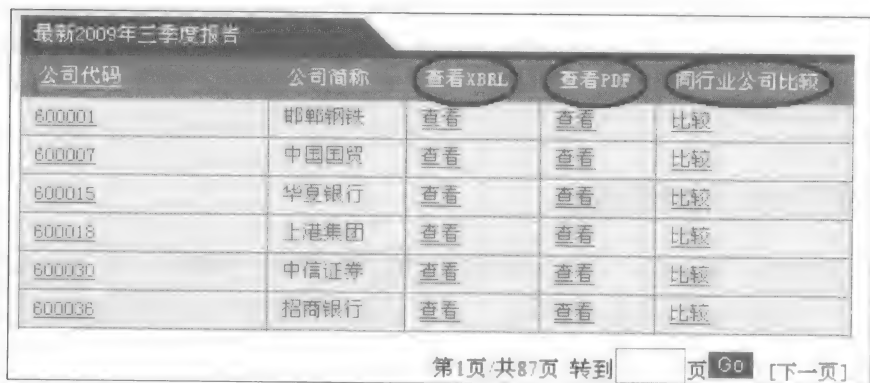 最新2009年三季度报告
公司代码 公司简称 查看XBRL 查看PDF 同行业公司比较
600001 邯郸钢铁 查看 查看 比较
600007 中国国贸 查看 查看 比较
600015 华夏银行 查看 查看 比较
600018 上港集团 查看 查看 比较
600030 中信证券 查看 查看 比较
600036 招商银行 查看 查看 比较
第1页/共87页 转到 页 Go [下一页]